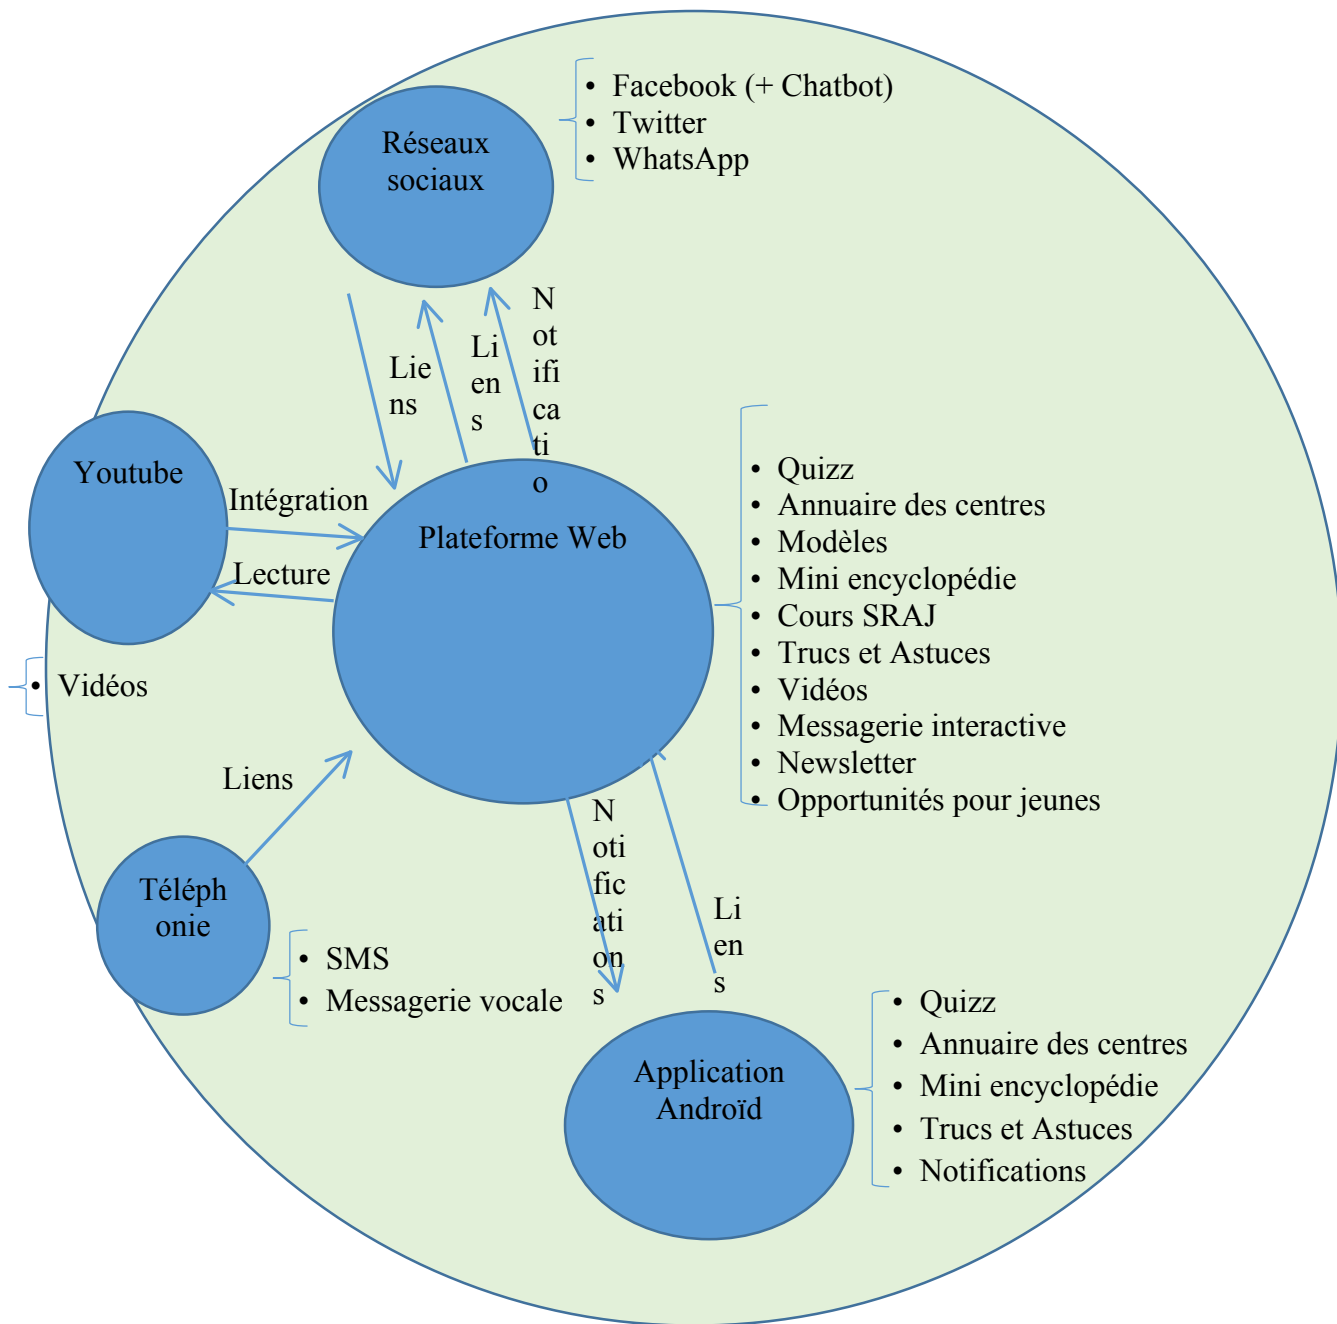 • Facebook (+ Chatbot)
• Twitter
• WhatsApp
Réseaux
sociaux
Lie
ns
Li
en
s
N
ot
ifi
ca
ti
o
Youtube
Intégration
Lecture
• Vidéos
Plateforme Web
• Quizz
• Annuaire des centres
• Modèles
• Mini encyclopédie
• Cours SRAJ
• Trucs et Astuces
• Vidéos
• Messagerie interactive
• Newsletter
• Opportunités pour jeunes
Liens
Téléph
onie
• SMS
• Messagerie vocale
N
oti
fic
ati
on
s
Li
en
s
Application
Androïd
• Quizz
• Annuaire des centres
• Mini encyclopédie
• Trucs et Astuces
• Notifications